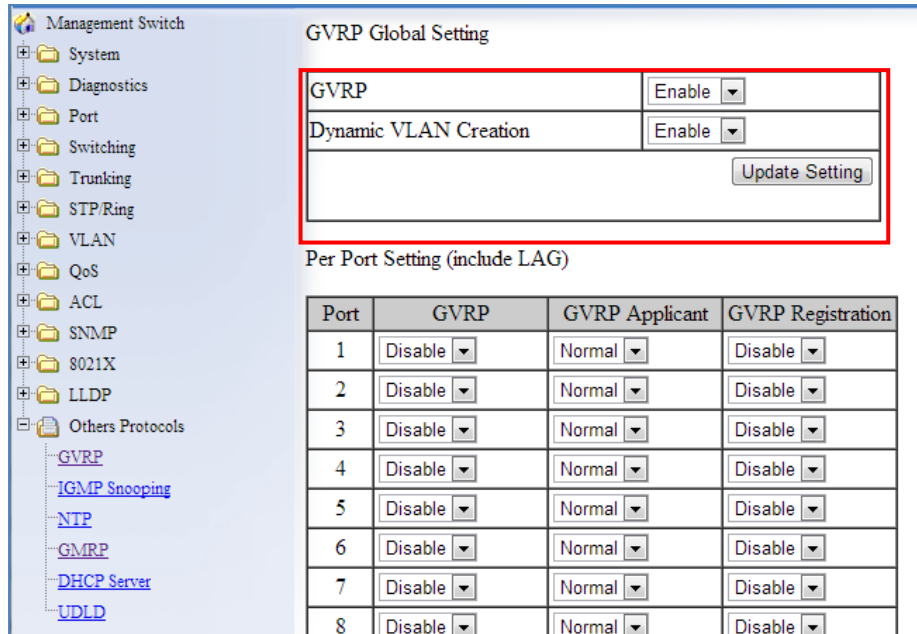 Management Switch
System
Diagnostics
Port
Switching
Trunking
STP/Ring
VLAN
QoS
ACL
SNMP
8021X
LLDP
Others Protocols
GVRP
IGMP Snooping
NTP
GMRP
DHCP Server
UDLD
GVRP Global Setting
GVRP Enable
Dynamic VLAN Creation Enable
Update Setting
Per Port Setting (include LAG)
Port GVRP GVRP Applicant GVRP Registration
1 Disable Normal Disable
2 Disable Normal Disable
3 Disable Normal Disable
4 Disable Normal Disable
5 Disable Normal Disable
6 Disable Normal Disable
7 Disable Normal Disable
8 Disable Normal Disable